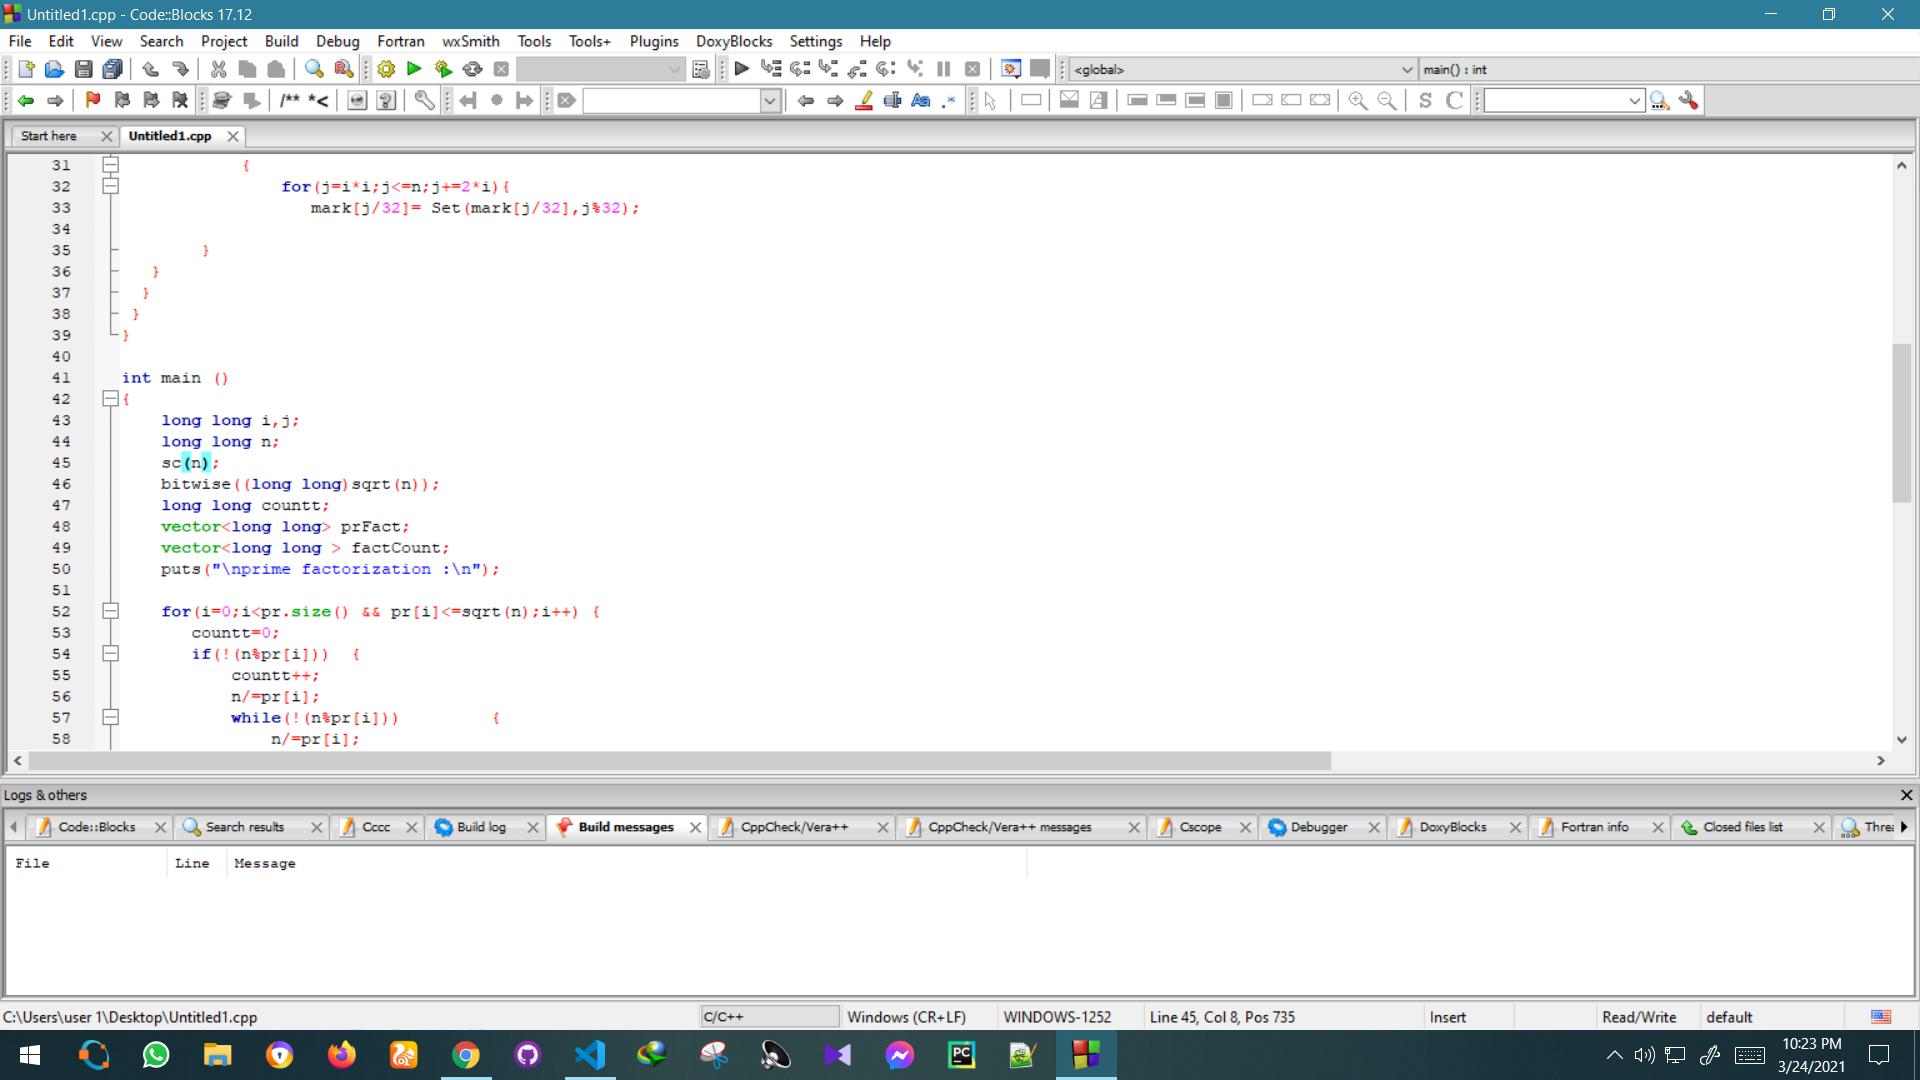 Untitled1.cpp - Code::Blocks 17.12
File Edit View Search Project Build Debug Fortran wxSmith Tools Tools+ Plugins DoxyBlocks Settings Help
<global> main() : int
/** *<
S C
Start here Untitled1.cpp
31 {
32 for(j=i*i;j<=n;j+=2*i){
33 mark[j/32]= Set(mark[j/32],j%32);
34
35 }
36 }
37 }
38 }
39 }
40
41 int main ()
42 {
43 long long i,j;
44 long long n;
45 sc(n);
46 bitwise((long long)sqrt(n));
47 long long countt;
48 vector<long long> prFact;
49 vector<long long > factCount;
50 puts("\nprime factorization :\n");
51
52 for(i=0;i<pr.size() && pr[i]<=sqrt(n);i++) {
53 countt=0;
54 if(!(n%pr[i])) {
55 countt++;
56 n/=pr[i];
57 while(!(n%pr[i])) {
58 n/=pr[i];
Logs & others
Code::Blocks Search results Cccc Build log Build messages CppCheck/Vera++ CppCheck/Vera++ messages Cscope Debugger DoxyBlocks Fortran info Closed files list Threa
File Line Message
C:\Users\user 1\Desktop\Untitled1.cpp C/C++ Windows (CR+LF) WINDOWS-1252 Line 45, Col 8, Pos 735 Insert Read/Write default
PC
10:23 PM
3/24/2021